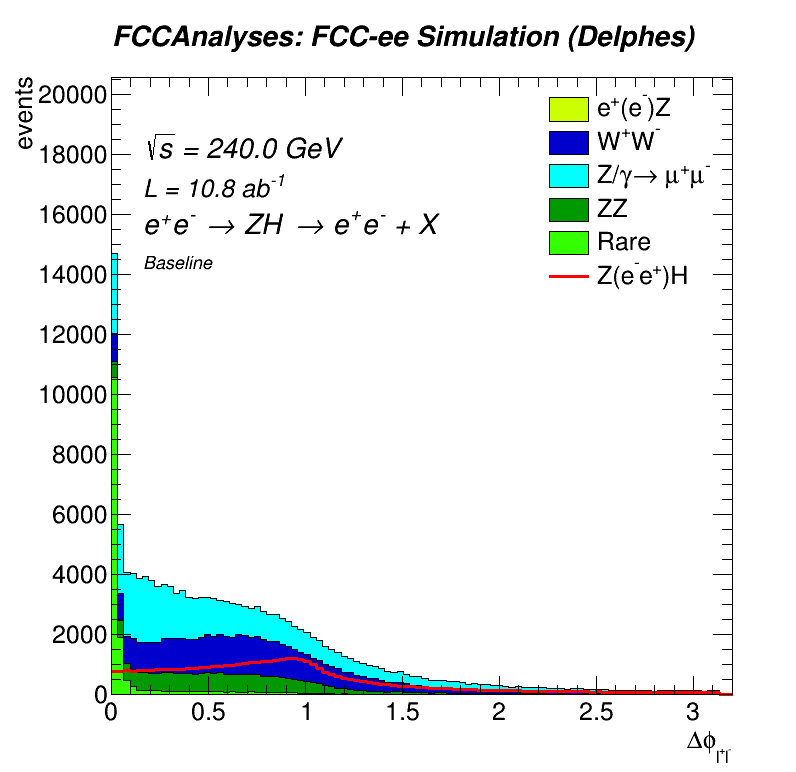 FCCAnalyses: FCC-ee Simulation (Delphes)
events
20000
18000
16000
14000
12000
10000
8000
6000
4000
2000
0
√s = 240.0 GeV
L = 10.8 ab⁻¹
e⁺e⁻ → ZH → e⁺e⁻ + X
Baseline
e⁺(e⁻)Z
W⁺W⁻
Z/γ→ μ⁺μ⁻
ZZ
Rare
Z(e⁻e⁺)H
0 0.5 1 1.5 2 2.5 3
Δϕ l⁺l⁻